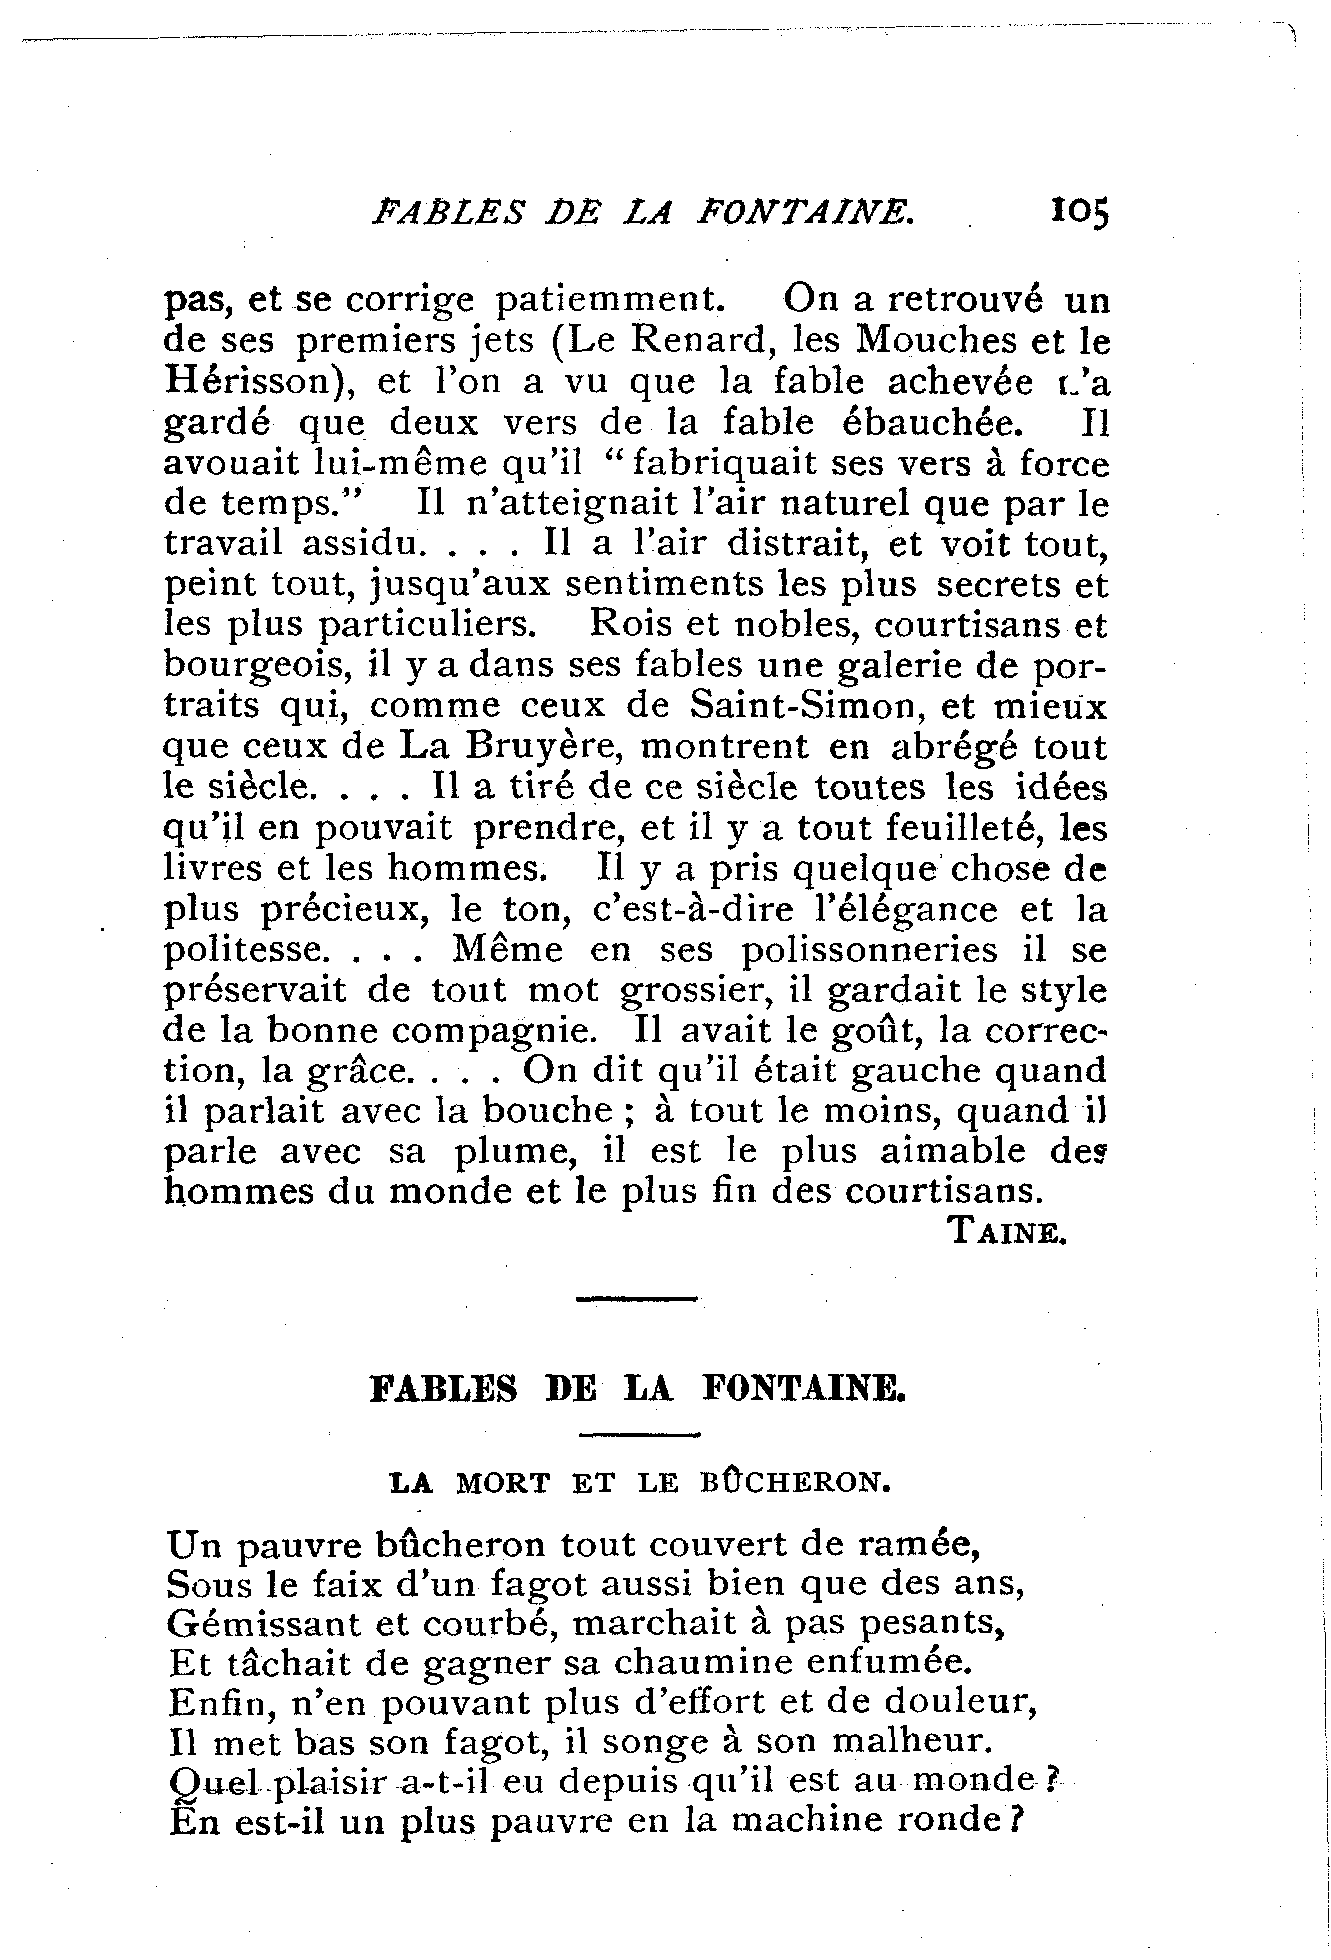 FABLES DE LA FONTAINE. 105
pas, et se corrige patiemment. On a retrouvé un
de ses premiers jets (Le Renard, les Mouches et le
Hérisson), et l'on a vu que la fable achevée
gardé que deux vers de la fable ébauchée. Il
avouait lui-même qu'il “fabriquait ses vers à force
de temps.” Il n'atteignait l'air naturel que par le
travail assidu. . . . Il a l'air distrait, et voit tout,
peint tout, jusqu'aux sentiments les plus secrets et
les plus particuliers. Rois et nobles, courtisans et
bourgeois, il y a dans ses fables une galerie de por-
traits qui, comme ceux de Saint-Simon, et mieux
que ceux de La Bruyère, montrent en abrégé tout
le siècle. . . . Il a tiré de ce siècle toutes les idées
qu'il en pouvait prendre, et il y a tout feuilleté, les
livres et les hommes. Il y a pris quelque chose de
plus précieux, le ton, c'est-à-dire l'élégance et la
politesse. . . . Même en ses polissonneries il se
préservait de tout mot grossier, il gardait le style
de la bonne compagnie. Il avait le goût, la correc-
tion, la grâce. . . . On dit qu'il était gauche quand
il parlait avec la bouche ; à tout le moins, quand il
parle avec sa plume, il est le plus aimable des
hommes du monde et le plus fin des courtisans.
TAINE.
FABLES DE LA FONTAINE.
LA MORT ET LE BÛCHERON.
Un pauvre bûcheron tout couvert de ramée,
Sous le faix d'un fagot aussi bien que des ans,
Gémissant et courbé, marchait à pas pesants,
Et tâchait de gagner sa chaumine enfumée.
Enfin, n'en pouvant plus d'effort et de douleur,
Il met bas son fagot, il songe à son malheur.
Quel plaisir a-t-il eu depuis qu'il est au monde ?
En est-il un plus pauvre en la machine ronde ?